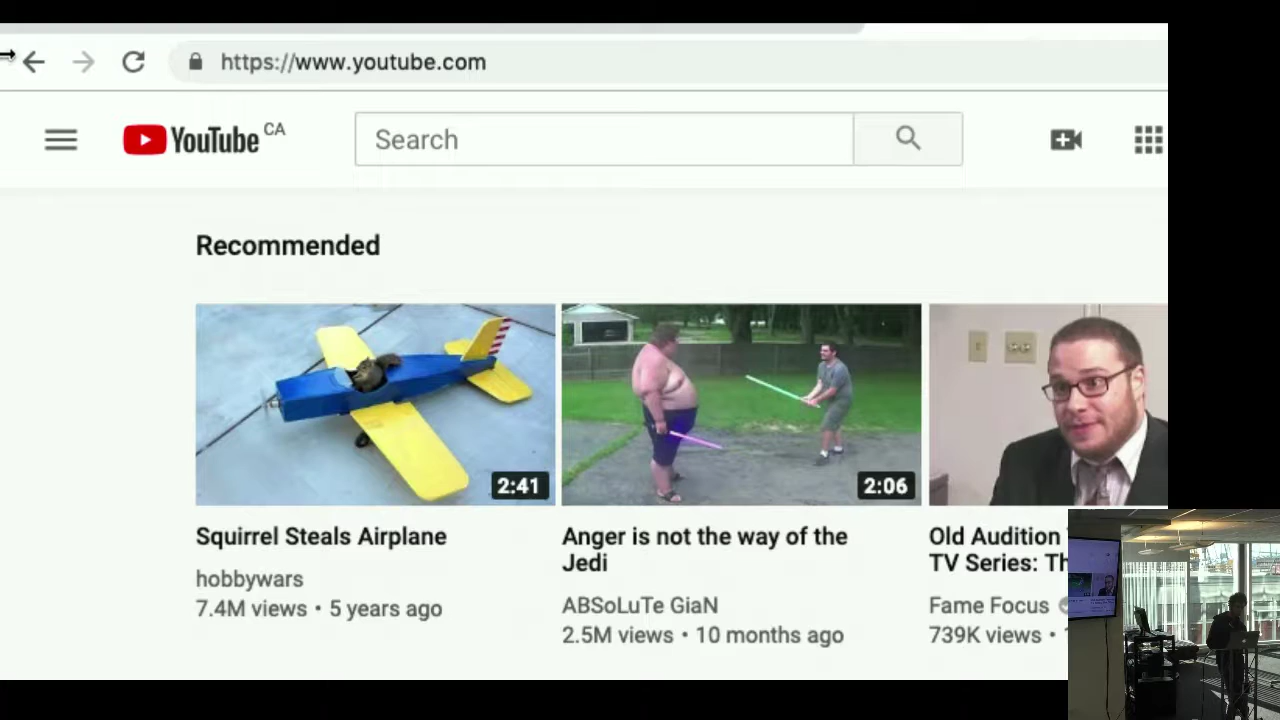 https://www.youtube.com
YouTube CA
Search
Recommended
2:41
2:06
Squirrel Steals Airplane
Anger is not the way of the
Jedi
Old Audition
TV Series: Th
hobbywars
7.4M views • 5 years ago
ABSoLuTe GiaN
2.5M views • 10 months ago
Fame Focus
739K views •